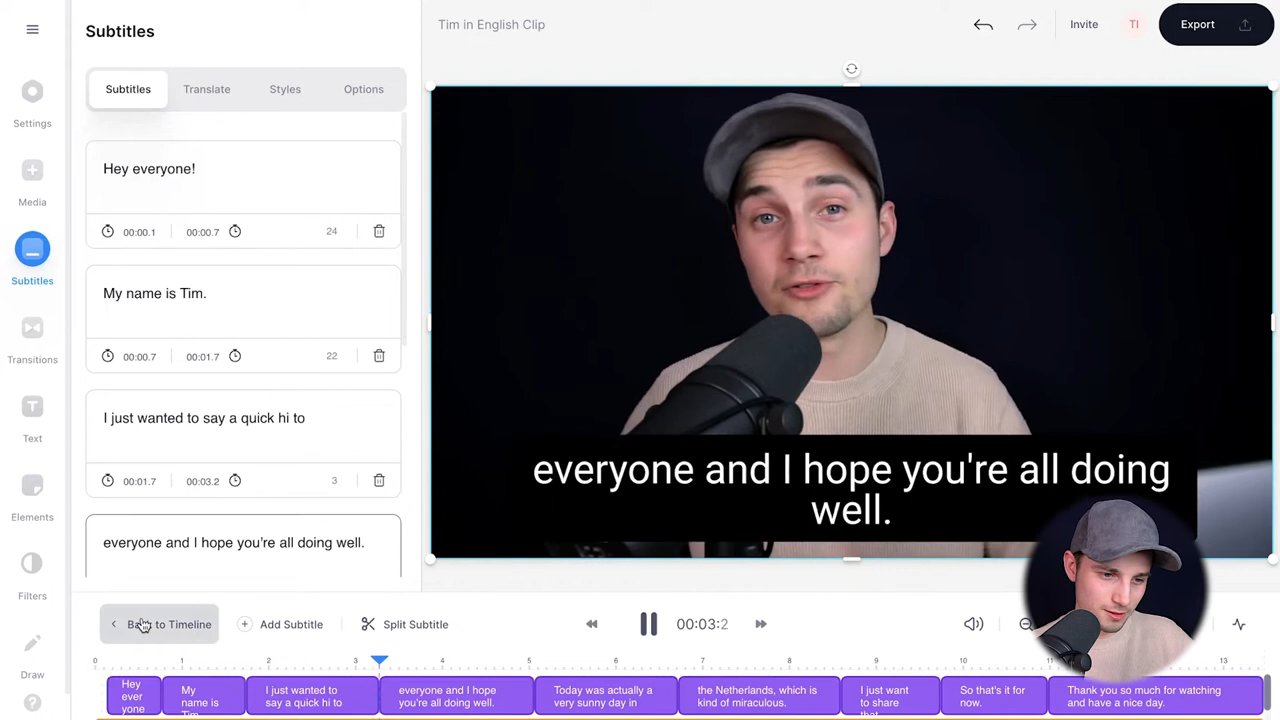 Subtitles
Tim in English Clip
Invite
TI
Export
Subtitles
Translate
Styles
Options
Settings
Media
Subtitles
Transitions
Text
Elements
Filters
Draw
Hey everyone!
00:00.1
00:00.7
24
My name is Tim.
00:00.7
00:01.7
22
I just wanted to say a quick hi to
00:01.7
00:03.2
3
everyone and I hope you're all doing well.
everyone and I hope you're all doing
well.
Back to Timeline
Add Subtitle
Split Subtitle
00:03:2
0 1 2 3 4 5 6 7 8 9 10 11 13
Hey
ever
yone
My
name is
Tim.
I just wanted to
say a quick hi to
everyone and I hope
you're all doing well.
Today was actually a
very sunny day in
the Netherlands, which is
kind of miraculous.
I just want
to share
that
So that's it for
now.
Thank you so much for watching
and have a nice day.